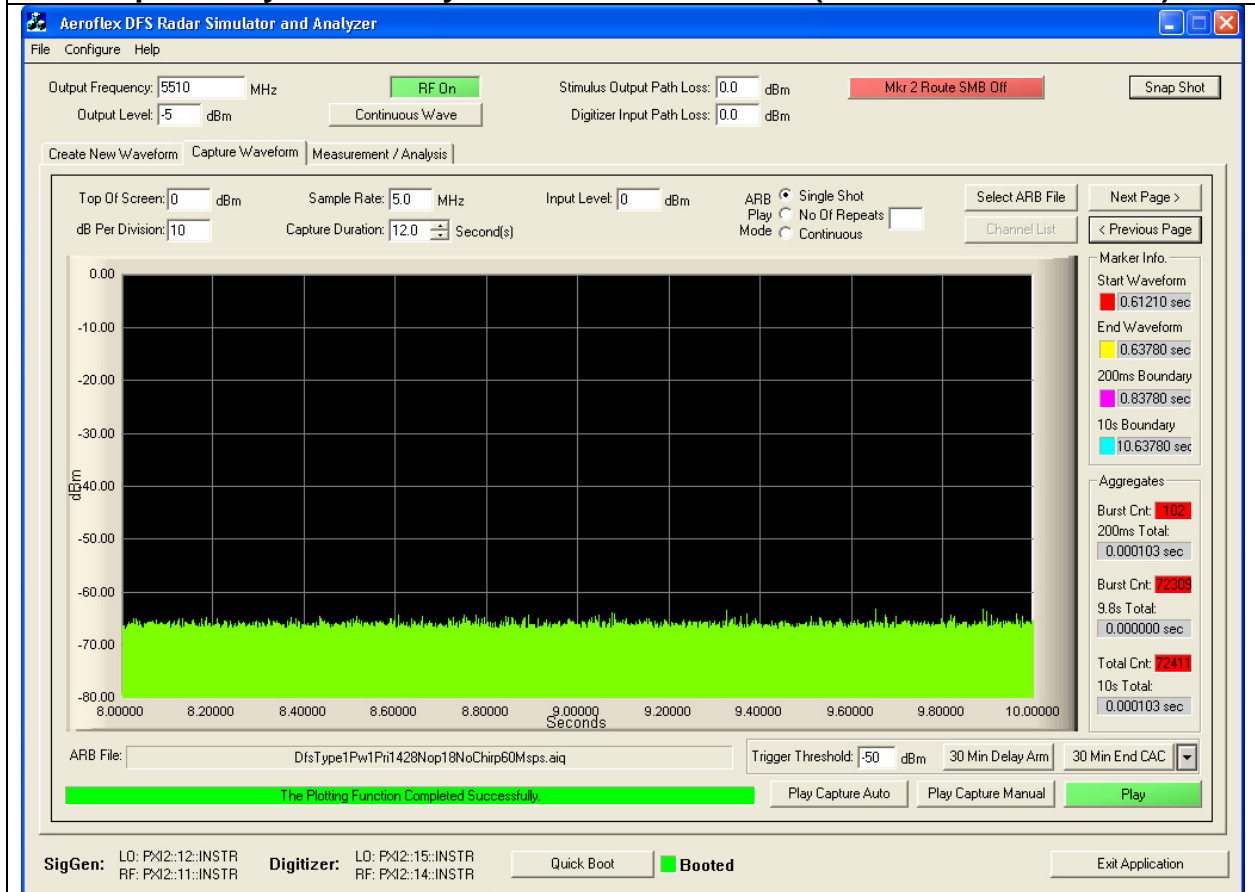 Aeroflex DFS Radar Simulator and Analyzer
File Configure Help
Output Frequency: 5510 MHz
RF On
Stimulus Output Path Loss: 0.0 dBm
Mkr 2 Route SMB Off
Snap Shot
Output Level: -5 dBm
Continuous Wave
Digitizer Input Path Loss: 0.0 dBm
Create New Waveform Capture Waveform Measurement / Analysis
Top Of Screen: 0 dBm
Sample Rate: 5.0 MHz
Input Level: 0 dBm
ARB Play Mode
Single Shot
No Of Repeats
Continuous
Select ARB File
Next Page >
dB Per Division: 10
Capture Duration: 12.0 Second(s)
Channel List
< Previous Page
0.00
-10.00
-20.00
-30.00
-40.00
-50.00
-60.00
-70.00
-80.00
dBm
8.00000 8.20000 8.40000 8.60000 8.80000 9.00000 9.20000 9.40000 9.60000 9.80000 10.00000
Seconds
Marker Info.
Start Waveform
0.61210 sec
End Waveform
0.63780 sec
200ms Boundary
0.83780 sec
10s Boundary
10.63780 sec
Aggregates
Burst Cnt: 102
200ms Total:
0.000103 sec
Burst Cnt: 72309
9.8s Total:
0.000000 sec
Total Cnt: 72411
10s Total:
0.000103 sec
ARB File: DfsType1Pw1Pri1428Nop18NoChirp60Msps.aiq
Trigger Threshold: -50 dBm
30 Min Delay Arm
30 Min End CAC
The Plotting Function Completed Successfully.
Play Capture Auto
Play Capture Manual
Play
SigGen: LO: PXI2::12::INSTR
RF: PXI2::11::INSTR
Digitizer: LO: PXI2::15::INSTR
RF: PXI2::14::INSTR
Quick Boot
Booted
Exit Application